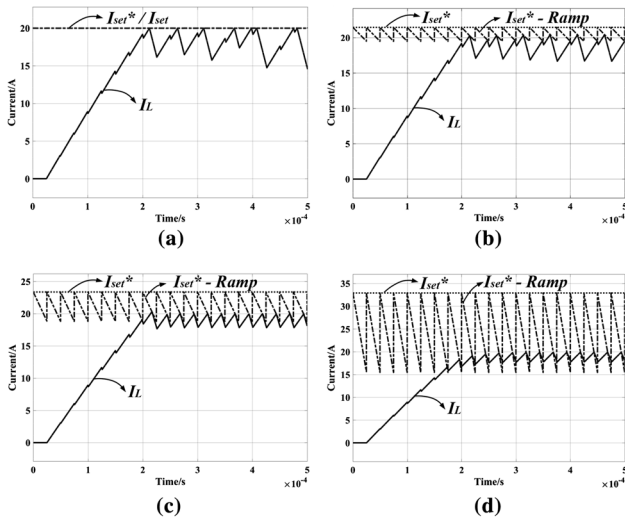 Iset* / Iset
IL
Current/A
25
20
15
10
5
0
0
1
2
3
4
5
Time/s
×10⁻⁴
(a)
Iset*
Iset* - Ramp
IL
Current/A
20
15
10
5
0
0
1
2
3
4
5
Time/s
×10⁻⁴
(b)
Iset*
Iset* - Ramp
IL
Current/A
25
20
15
10
5
0
0
1
2
3
4
5
Time/s
×10⁻⁴
(c)
Iset*
Iset* - Ramp
IL
Current/A
35
30
25
20
15
10
5
0
0
1
2
3
4
5
Time/s
×10⁻⁴
(d)